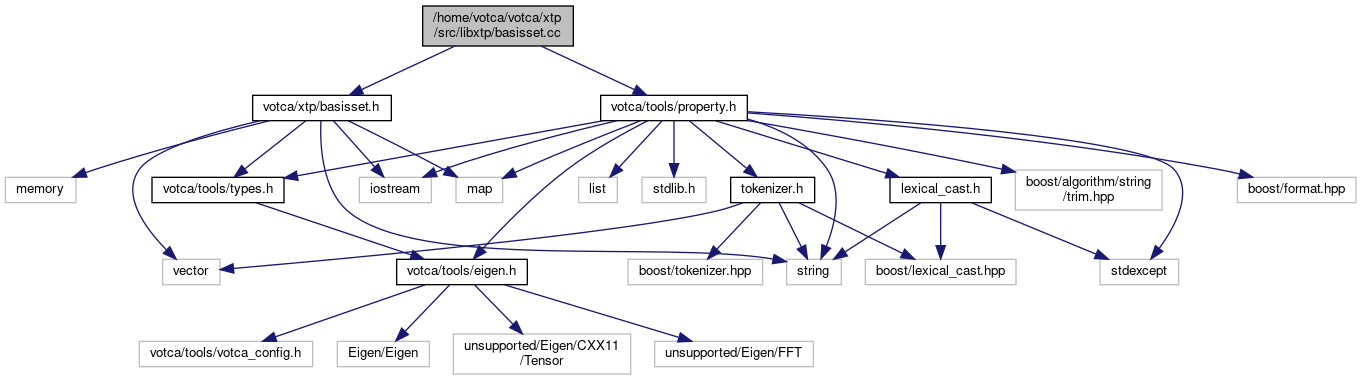 /home/votca/votca/xtp
/src/libxtp/basisset.cc
votca/xtp/basisset.h
votca/tools/property.h
memory
votca/tools/types.h
iostream
map
list
stdlib.h
tokenizer.h
lexical_cast.h
boost/algorithm/string
/trim.hpp
boost/format.hpp
vector
votca/tools/eigen.h
boost/tokenizer.hpp
string
boost/lexical_cast.hpp
stdexcept
votca/tools/votca_config.h
Eigen/Eigen
unsupported/Eigen/CXX11
/Tensor
unsupported/Eigen/FFT